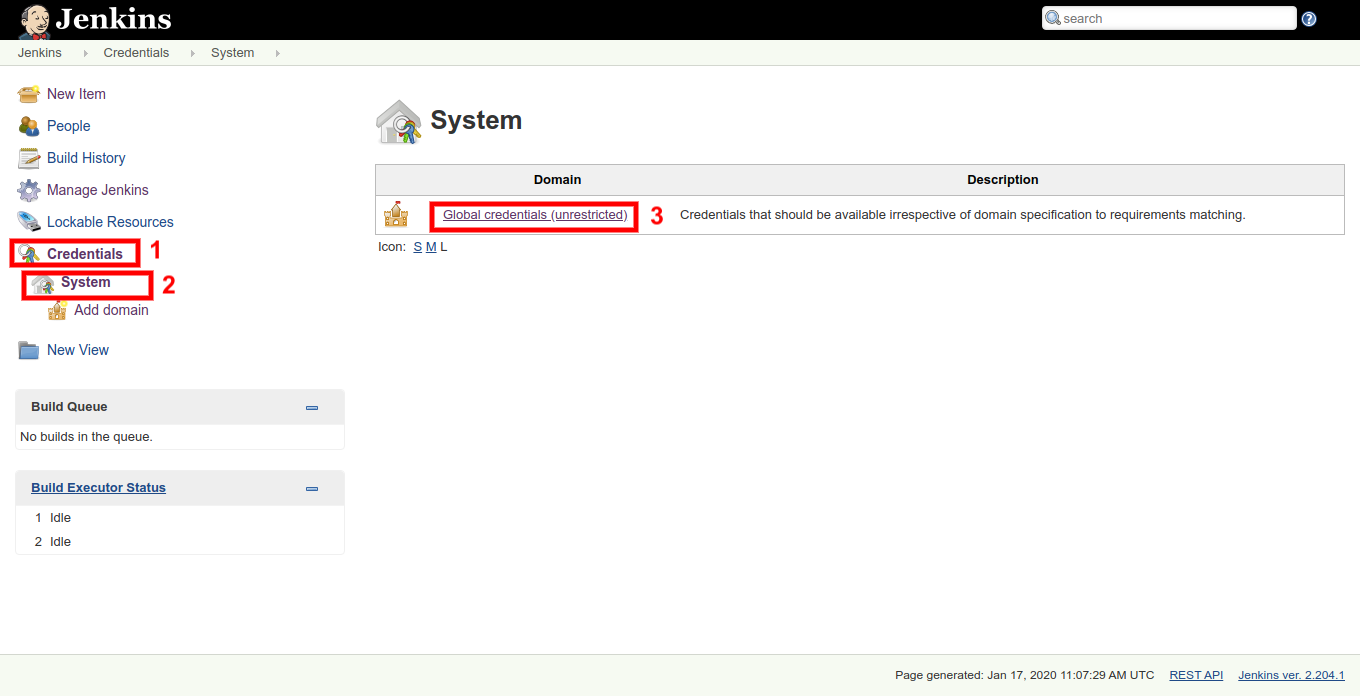 Jenkins
search
Jenkins Credentials System
New Item
People
Build History
Manage Jenkins
Lockable Resources
Credentials 1
System 2
Add domain
New View
Build Queue
No builds in the queue.
Build Executor Status
1 Idle
2 Idle
System
Domain Description
Global credentials (unrestricted) 3 Credentials that should be available irrespective of domain specification to requirements matching.
Icon: S M L
Page generated: Jan 17, 2020 11:07:29 AM UTC REST API Jenkins ver. 2.204.1